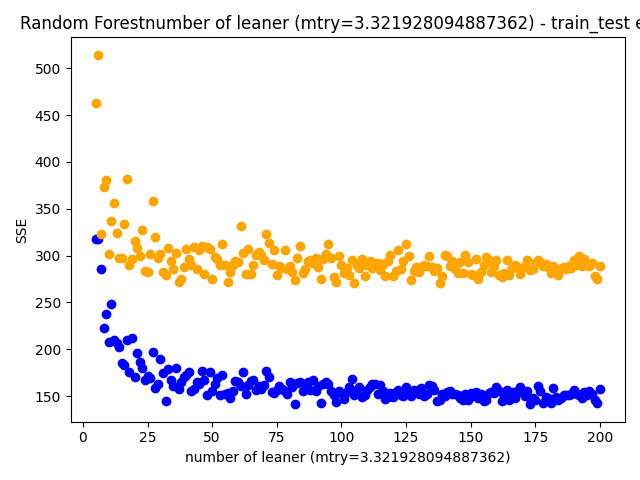 Random Forestnumber of leaner (mtry=3.321928094887362) - train_test e
500
450
400
350
300
250
200
150
SSE
0 25 50 75 100 125 150 175 200
number of leaner (mtry=3.321928094887362)